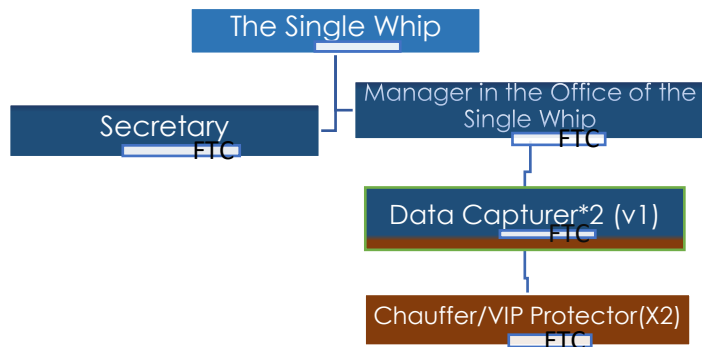 The Single Whip
Manager in the Office of the
Single Whip
FTC
Secretary
FTC
Data Capturer*2 (v1)
FTC
Chauffer/VIP Protector(X2)
FTC